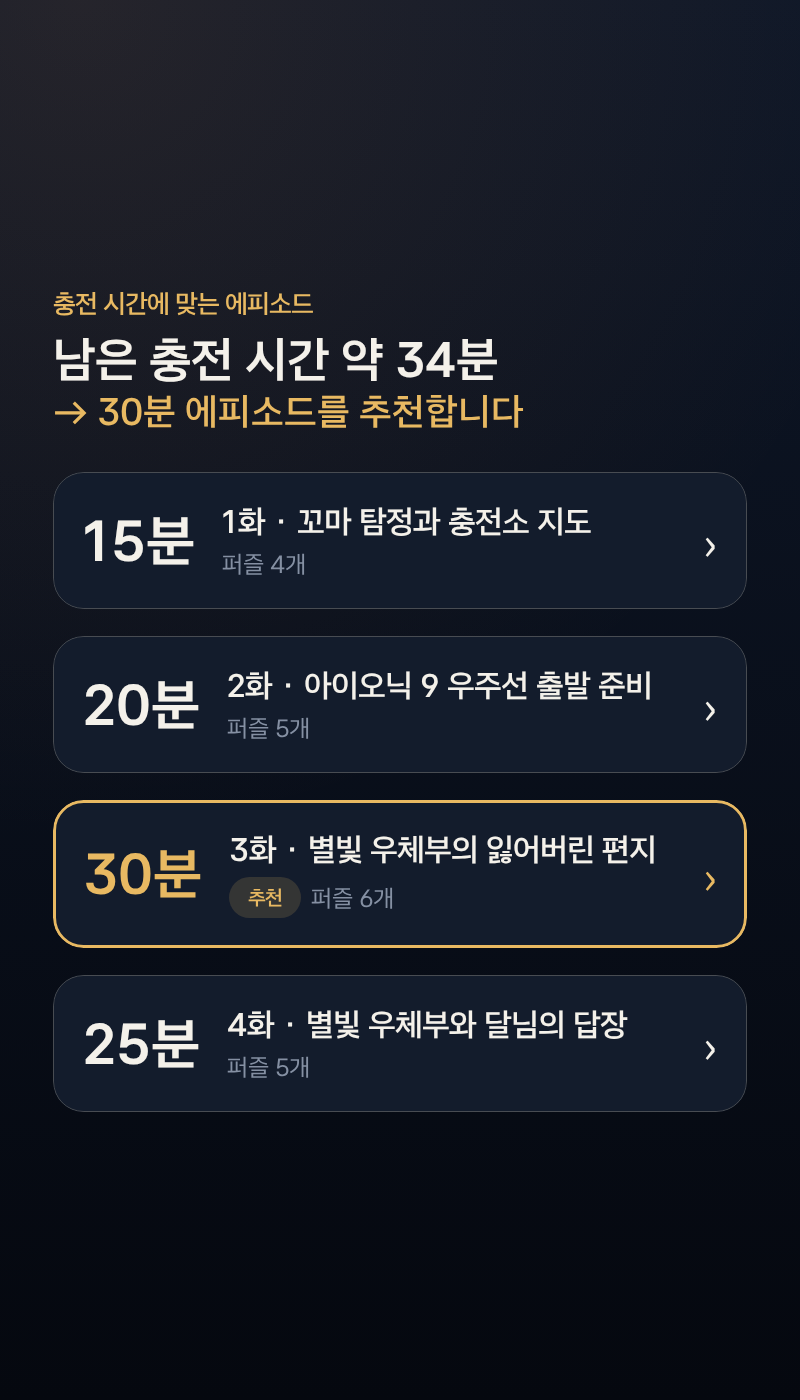 충전 시간에 맞는 에피소드
남은 충전 시간 약 34분
→ 30분 에피소드를 추천합니다
15분
1화 · 꼬마 탐정과 충전소 지도
퍼즐 4개
20분
2화 · 아이오닉 9 우주선 출발 준비
퍼즐 5개
30분
3화 · 별빛 우체부의 잃어버린 편지
추천 퍼즐 6개
25분
4화 · 별빛 우체부와 달님의 답장
퍼즐 5개